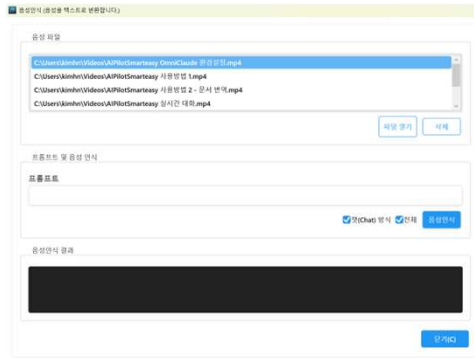 음성인식 (음성을 텍스트로 변환합니다.)
음성 파일
C:\Users\kimhn\Videos\AIPilotSmarteasy OmniClaude 환경설정.mp4
C:\Users\kimhn\Videos\AIPilotSmarteasy 사용방법 1.mp4
C:\Users\kimhn\Videos\AIPilotSmarteasy 사용방법 2 - 문서 번역.mp4
C:\Users\kimhn\Videos\AIPilotSmarteasy 실시간 대화.mp4
파일 열기 삭제
프롬프트 및 음성 인식
프롬프트
챗(Chat) 방식 전체 음성인식
음성인식 결과
닫기(C)